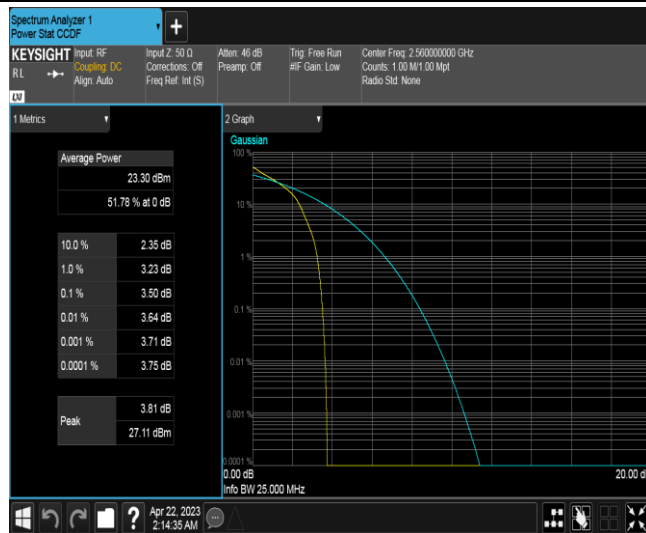 Spectrum Analyzer 1
Power Stat CCDF
+
KEYSIGHT
RL
Input: RF
Coupling: DC
Align: Auto
Input Z: 50 Ω
Corrections: Off
Freq Ref: Int (S)
Atten: 46 dB
Preamp: Off
Trig: Free Run
#IF Gain: Low
Center Freq: 2.560000000 GHz
Counts: 1.00 M/1.00 Mpt
Radio Std: None
1 Metrics
Average Power
23.30 dBm
51.78 % at 0 dB
10.0 % 2.35 dB
1.0 % 3.23 dB
0.1 % 3.50 dB
0.01 % 3.64 dB
0.001 % 3.71 dB
0.0001 % 3.75 dB
Peak
3.81 dB
27.11 dBm
2 Graph
Gaussian
100 %
10 %
1 %
0.1 %
0.01 %
0.001 %
0.0001 %
0.00 dB
20.00 d
Info BW 25.000 MHz
?
Apr 22, 2023
2:14:35 AM